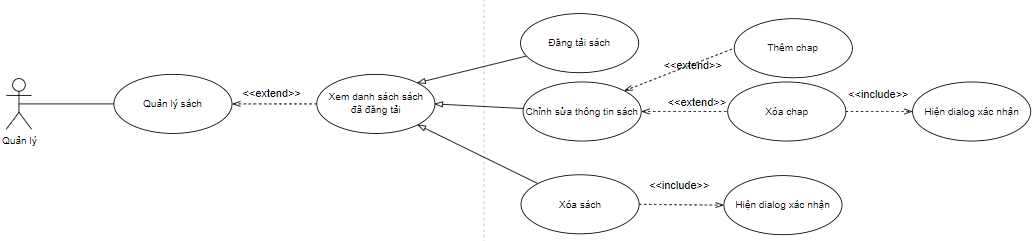 Quản lý
Quản lý sách
<<extend>>
Xem danh sách sách
đã đăng tải
Đăng tải sách
Chỉnh sửa thông tin sách
Xóa sách
<<extend>>
Thêm chap
<<extend>>
Xóa chap
<<include>>
Hiện dialog xác nhận
<<include>>
Hiện dialog xác nhận